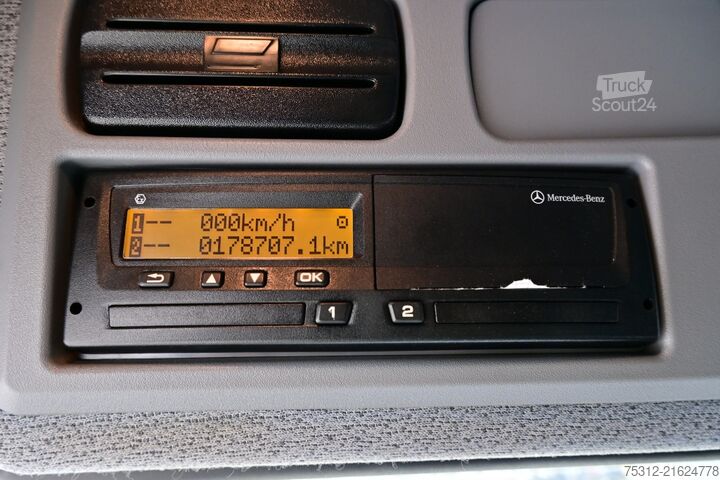 Truck
Scout24
Mercedes-Benz
1-- 000km/h
2-- 0178707.1km
OK
1
2
75312-21624778